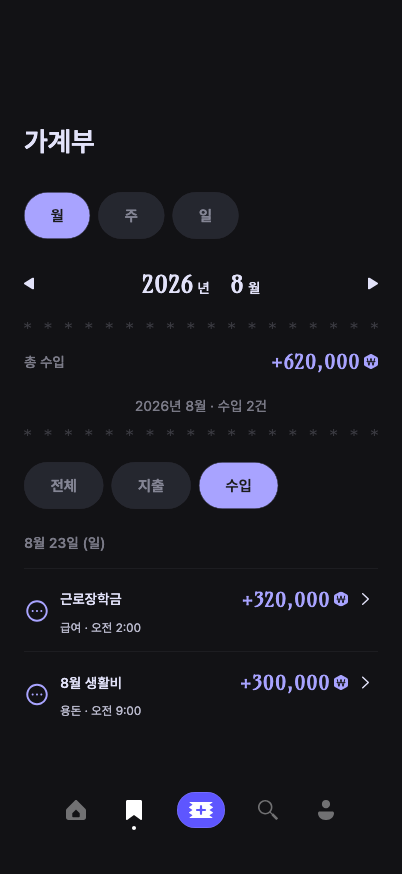 가계부
월 주 일
2026 년 8 월
총 수입 +620,000 ₩
2026년 8월 · 수입 2건
전체 지출 수입
8월 23일 (일)
근로장학금 +320,000 ₩
급여 · 오전 2:00
8월 생활비 +300,000 ₩
용돈 · 오전 9:00